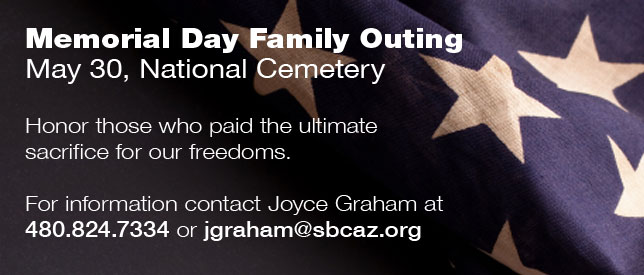 Memorial Day Family Outing
May 30, National Cemetery
Honor those who paid the ultimate
sacrifice for our freedoms.
For information contact Joyce Graham at
480.824.7334 or jgraham@sbcaz.org